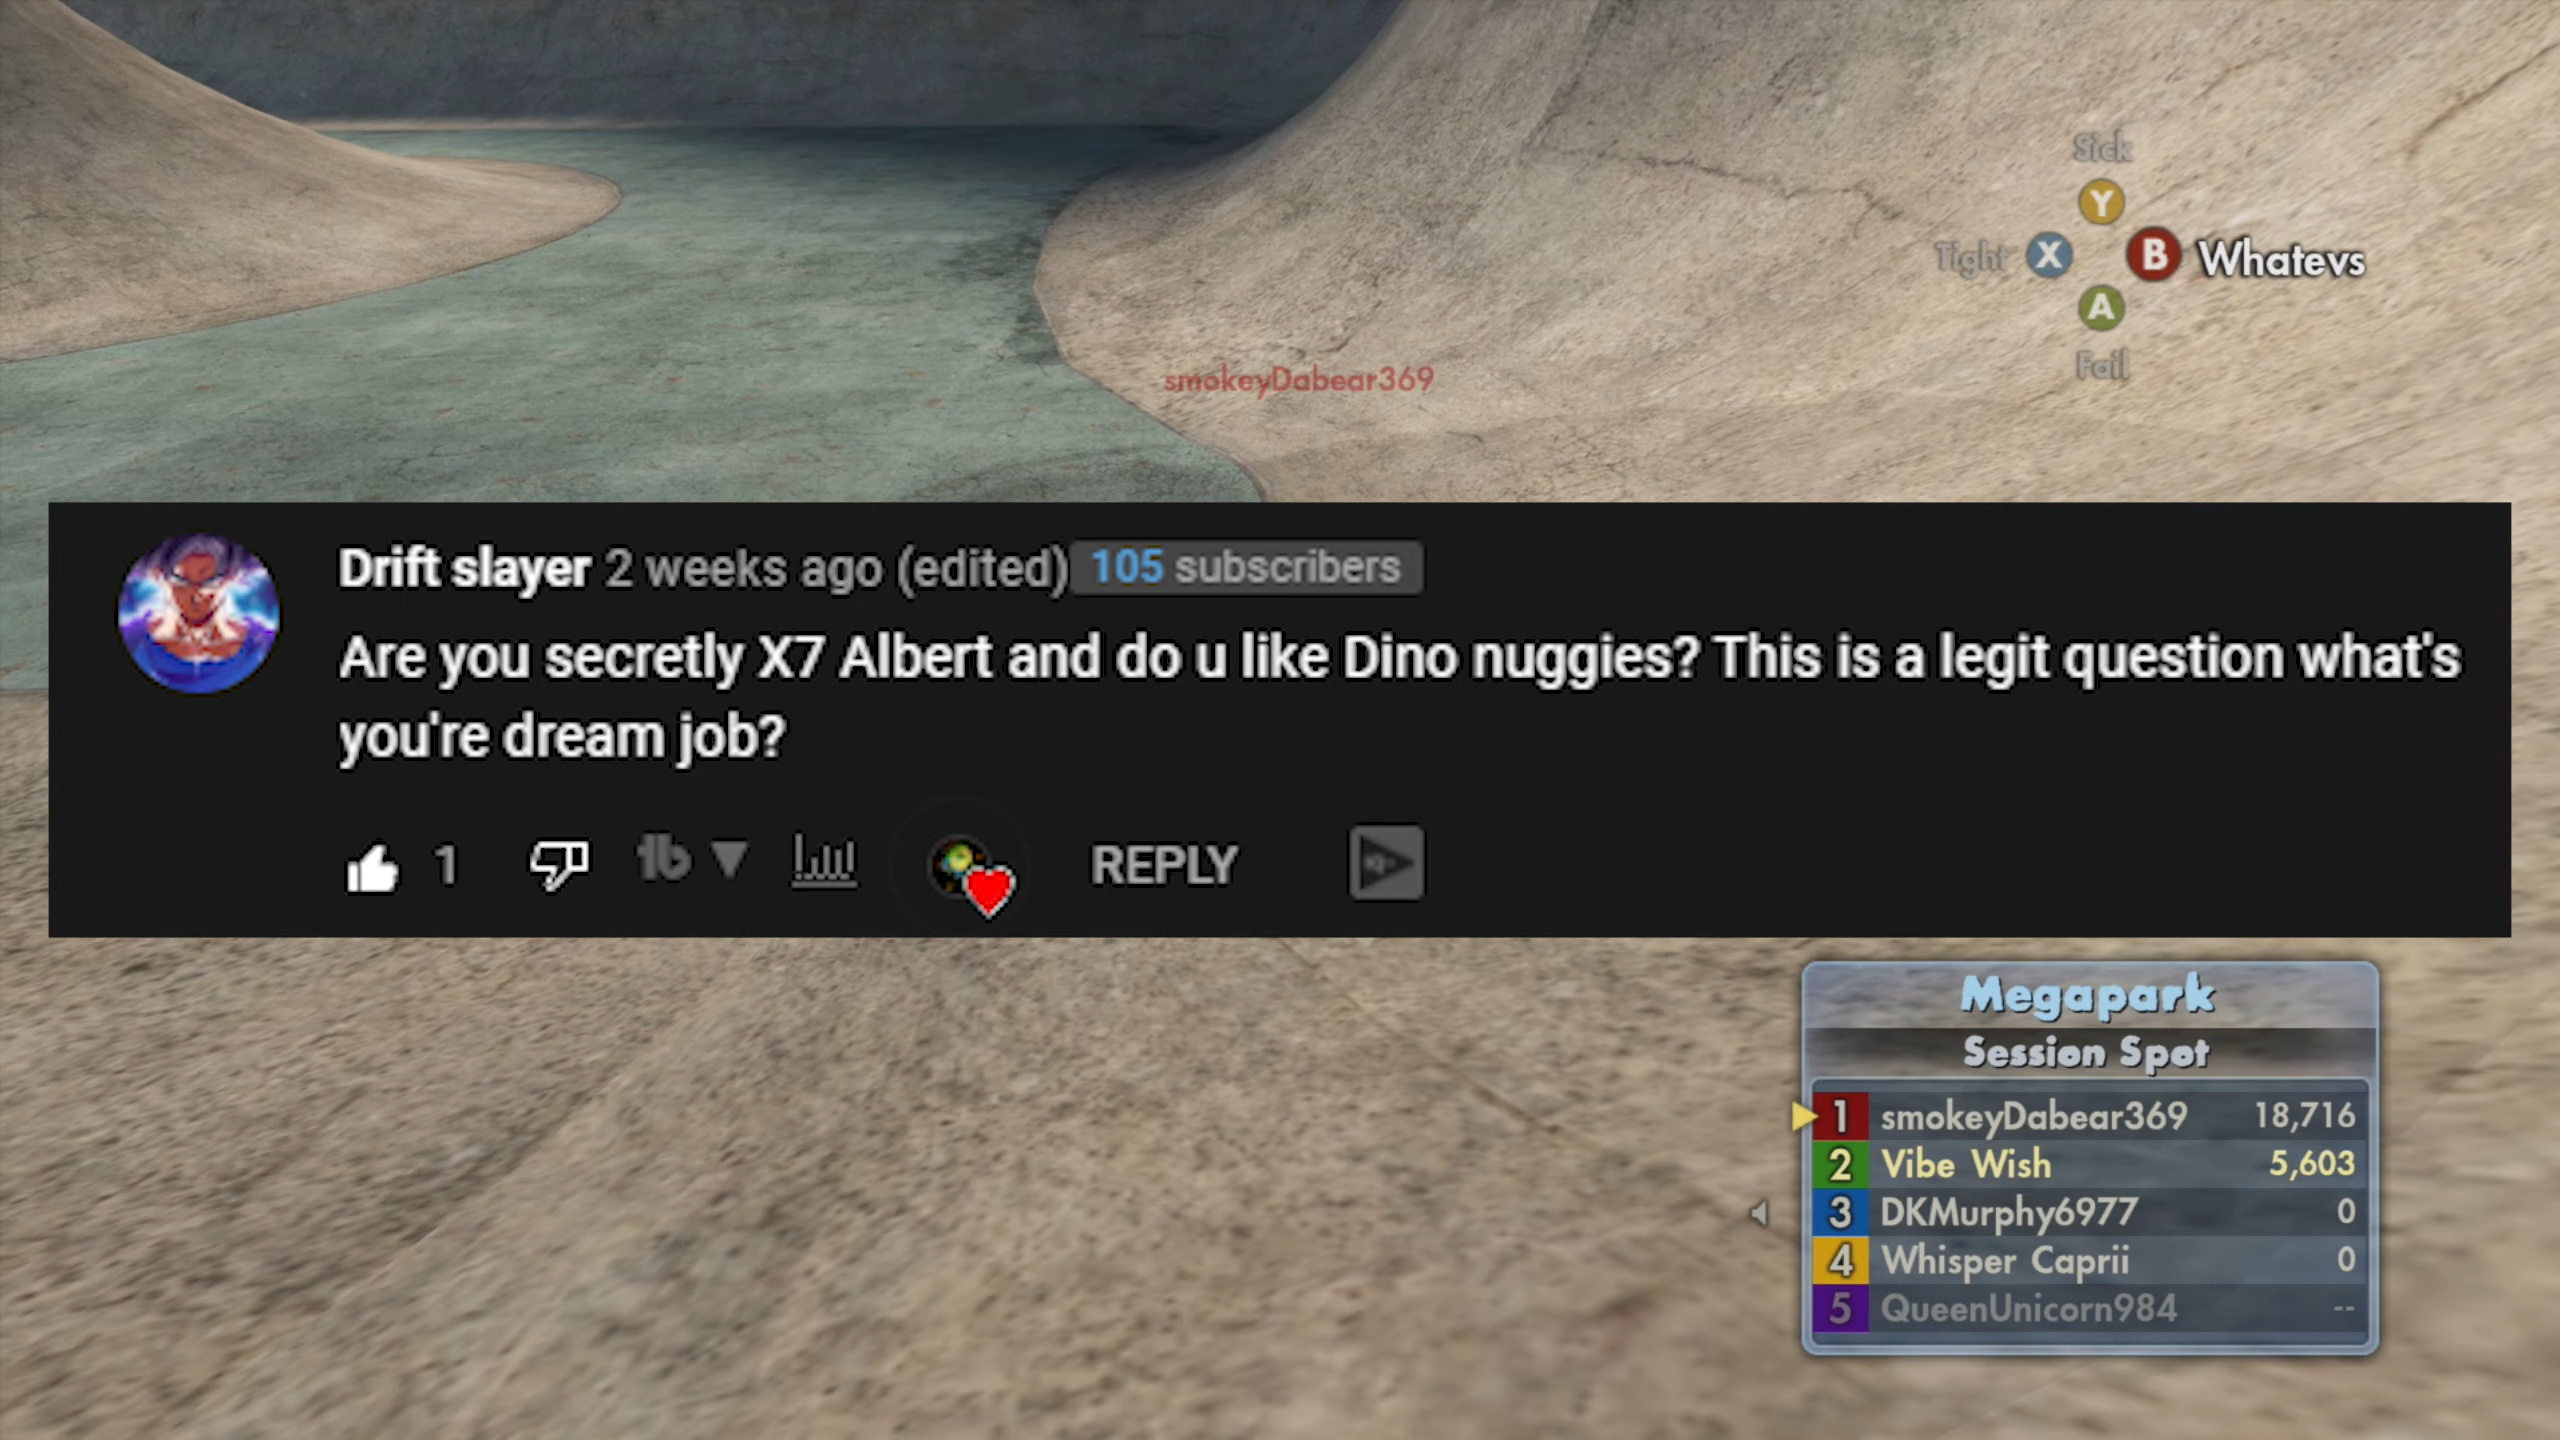 Sick
Y
Tight X B Whatevs
A
Fail
smokeyDabear369
Drift slayer 2 weeks ago (edited) 105 subscribers
Are you secretly X7 Albert and do u like Dino nuggies? This is a legit question what's
you're dream job?
1 REPLY
Megapark
Session Spot
1 smokeyDabear369 18,716
2 Vibe Wish 5,603
3 DKMurphy6977 0
4 Whisper Caprii 0
5 QueenUnicorn984 --